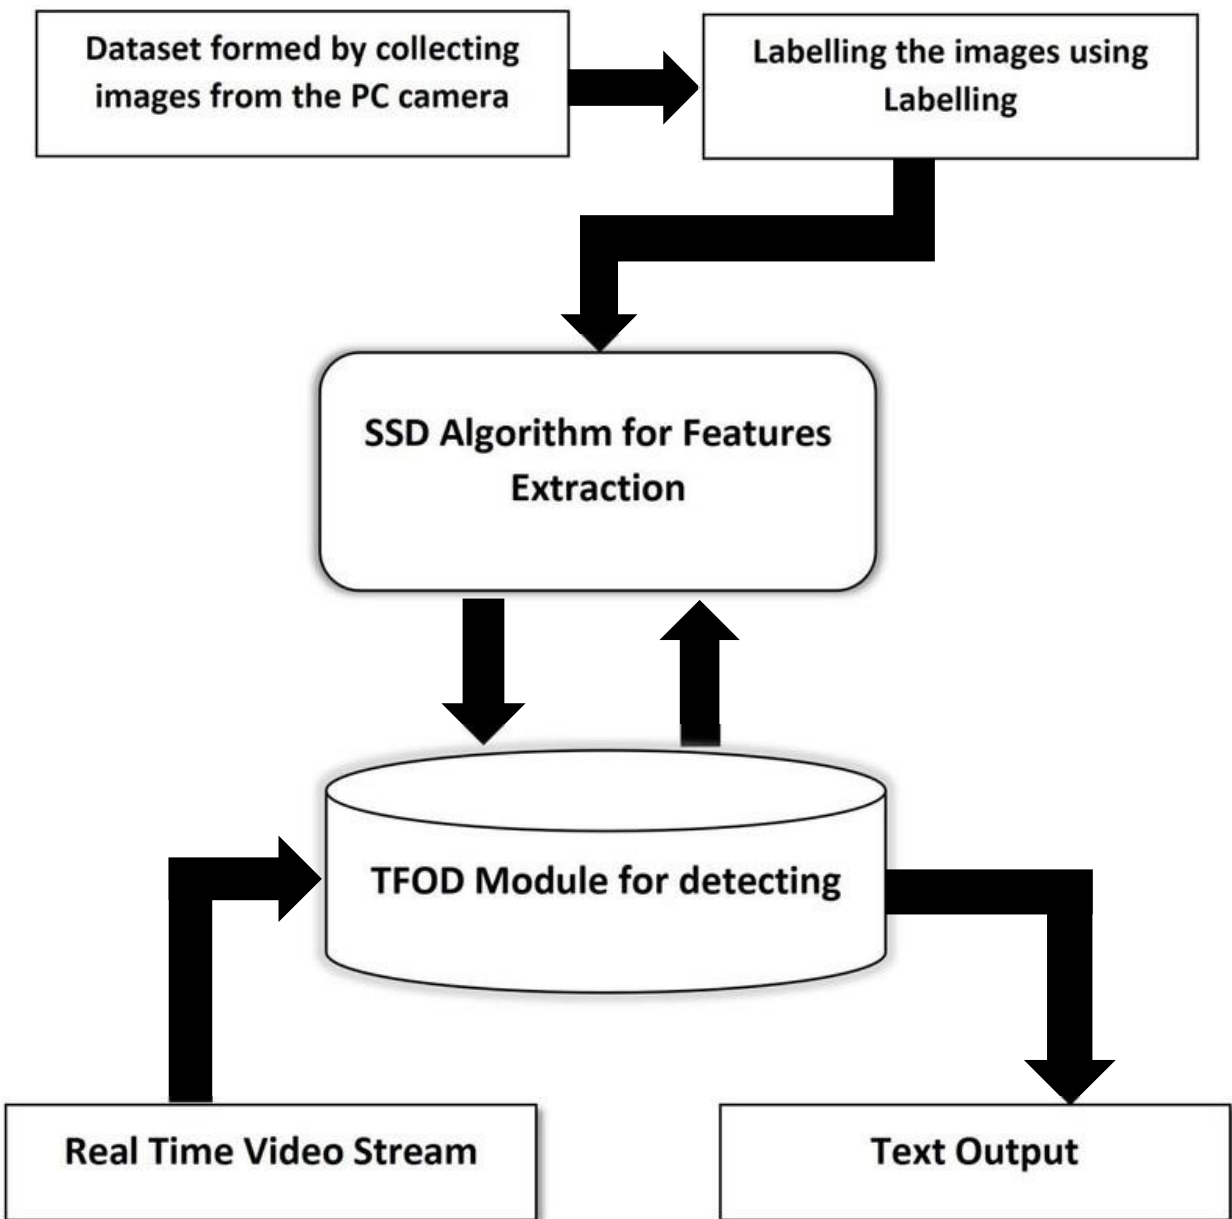 Dataset formed by collecting
images from the PC camera
Labelling the images using
Labelling
SSD Algorithm for Features
Extraction
TFOD Module for detecting
Real Time Video Stream
Text Output